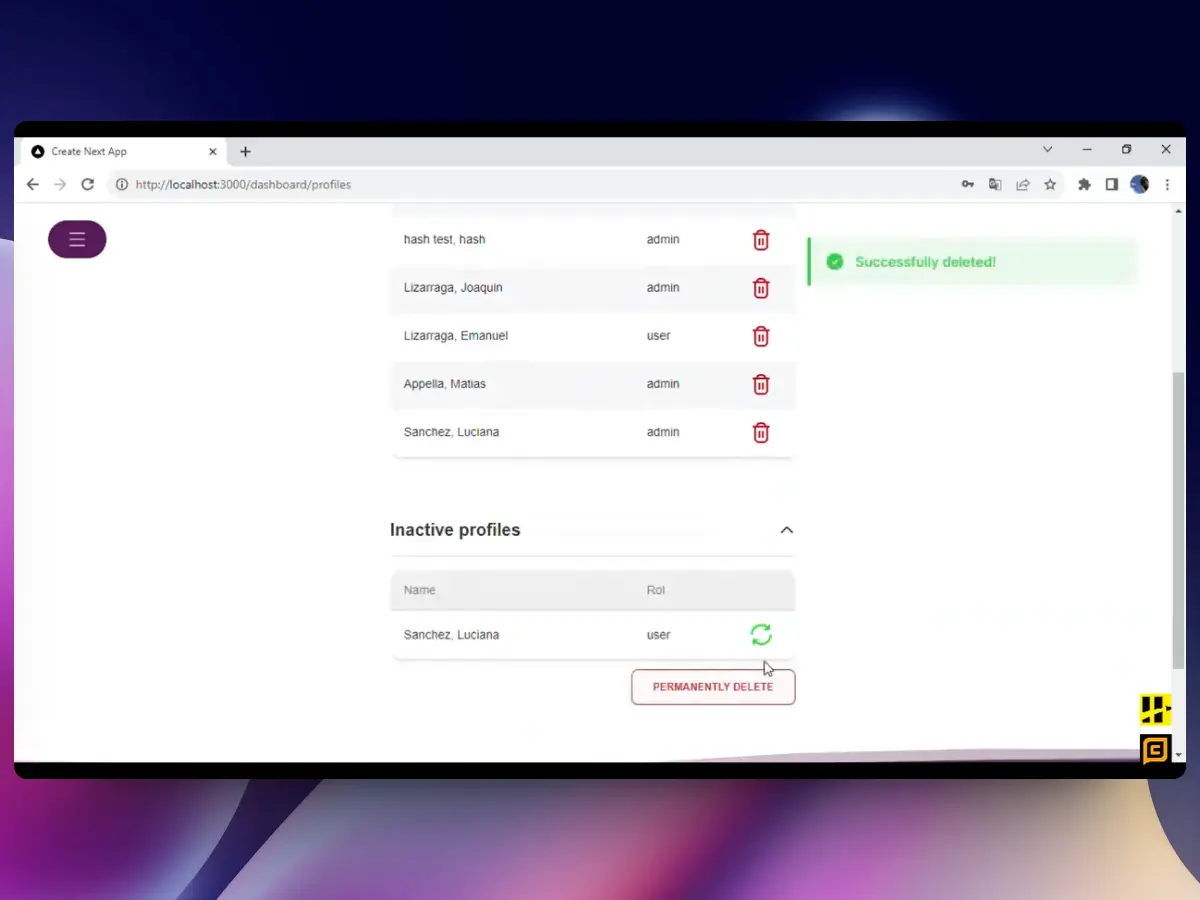 Create Next App
http://localhost:3000/dashboard/profiles
hash test, hash admin
Successfully deleted!
Lizarraga, Joaquin admin
Lizarraga, Emanuel user
Appella, Matias admin
Sanchez, Luciana admin
Inactive profiles
Name Rol
Sanchez, Luciana user
PERMANENTLY DELETE